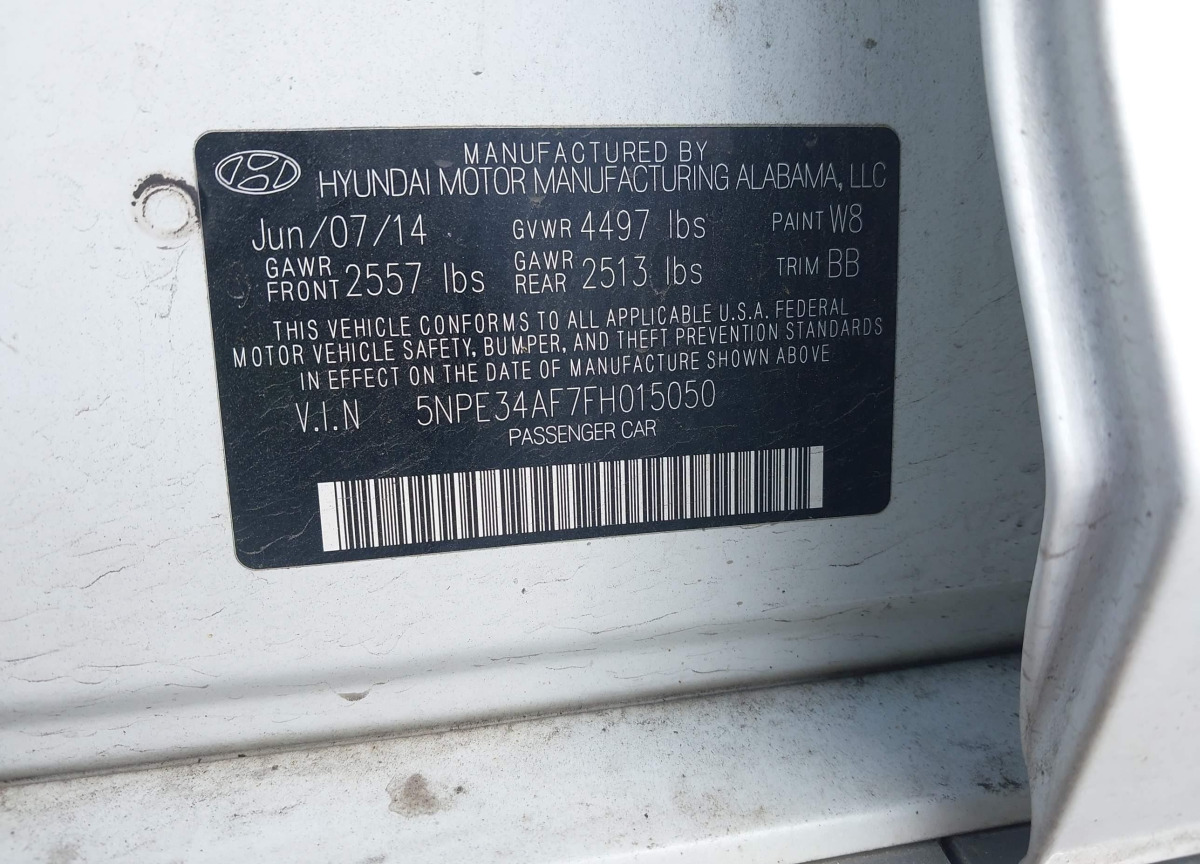 MANUFACTURED BY
HYUNDAI MOTOR MANUFACTURING ALABAMA, LLC
Jun/07/14 GVWR 4497 lbs PAINT W8
GAWR FRONT 2557 lbs GAWR REAR 2513 lbs TRIM BB
THIS VEHICLE CONFORMS TO ALL APPLICABLE U.S.A. FEDERAL
MOTOR VEHICLE SAFETY, BUMPER, AND THEFT PREVENTION STANDARDS
IN EFFECT ON THE DATE OF MANUFACTURE SHOWN ABOVE
V.I.N 5NPE34AF7FH015050
PASSENGER CAR